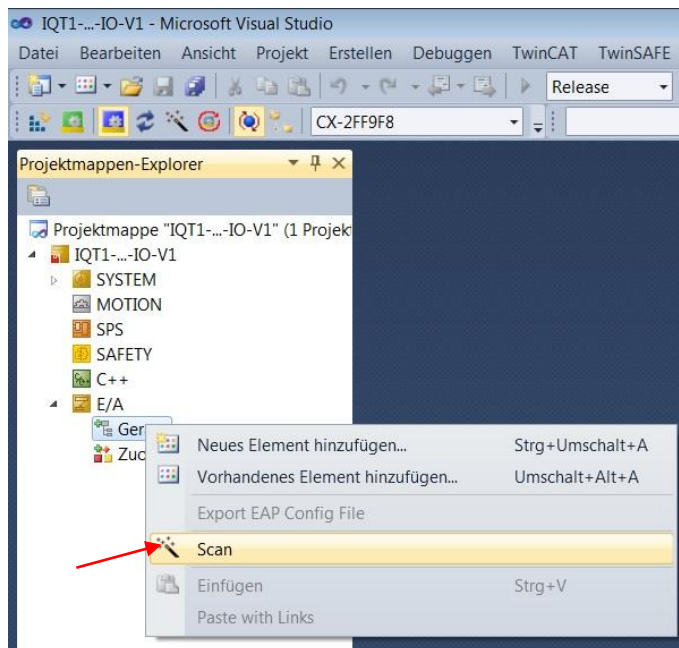 IQT1-...-IO-V1 - Microsoft Visual Studio
Datei Bearbeiten Ansicht Projekt Erstellen Debuggen TwinCAT TwinSAFE
Release
CX-2FF9F8
Projektmappen-Explorer
Projektmappe "IQT1-...-IO-V1" (1 Projek
IQT1-...-IO-V1
SYSTEM
MOTION
SPS
SAFETY
C++
E/A
Ger
Zuo
Neues Element hinzufügen... Strg+Umschalt+A
Vorhandenes Element hinzufügen... Umschalt+Alt+A
Export EAP Config File
Scan
Einfügen Strg+V
Paste with Links